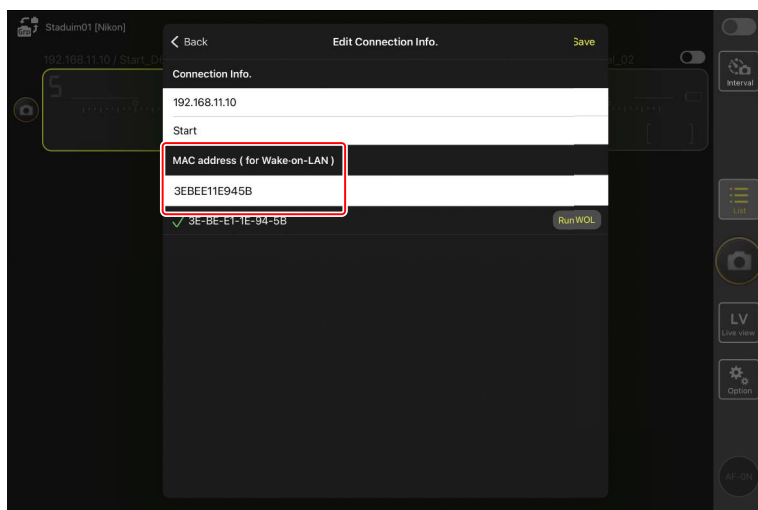 Staduim01 [Nikon]
192.168.11.10 / Start_D
al_02
5
Back
Edit Connection Info.
Save
Connection Info.
192.168.11.10
Start
MAC address ( for Wake-on-LAN )
3EBEE11E945B
3E-BE-E1-1E-94-5B
Run WOL
Interval
List
LV
Live view
Option
AF-ON